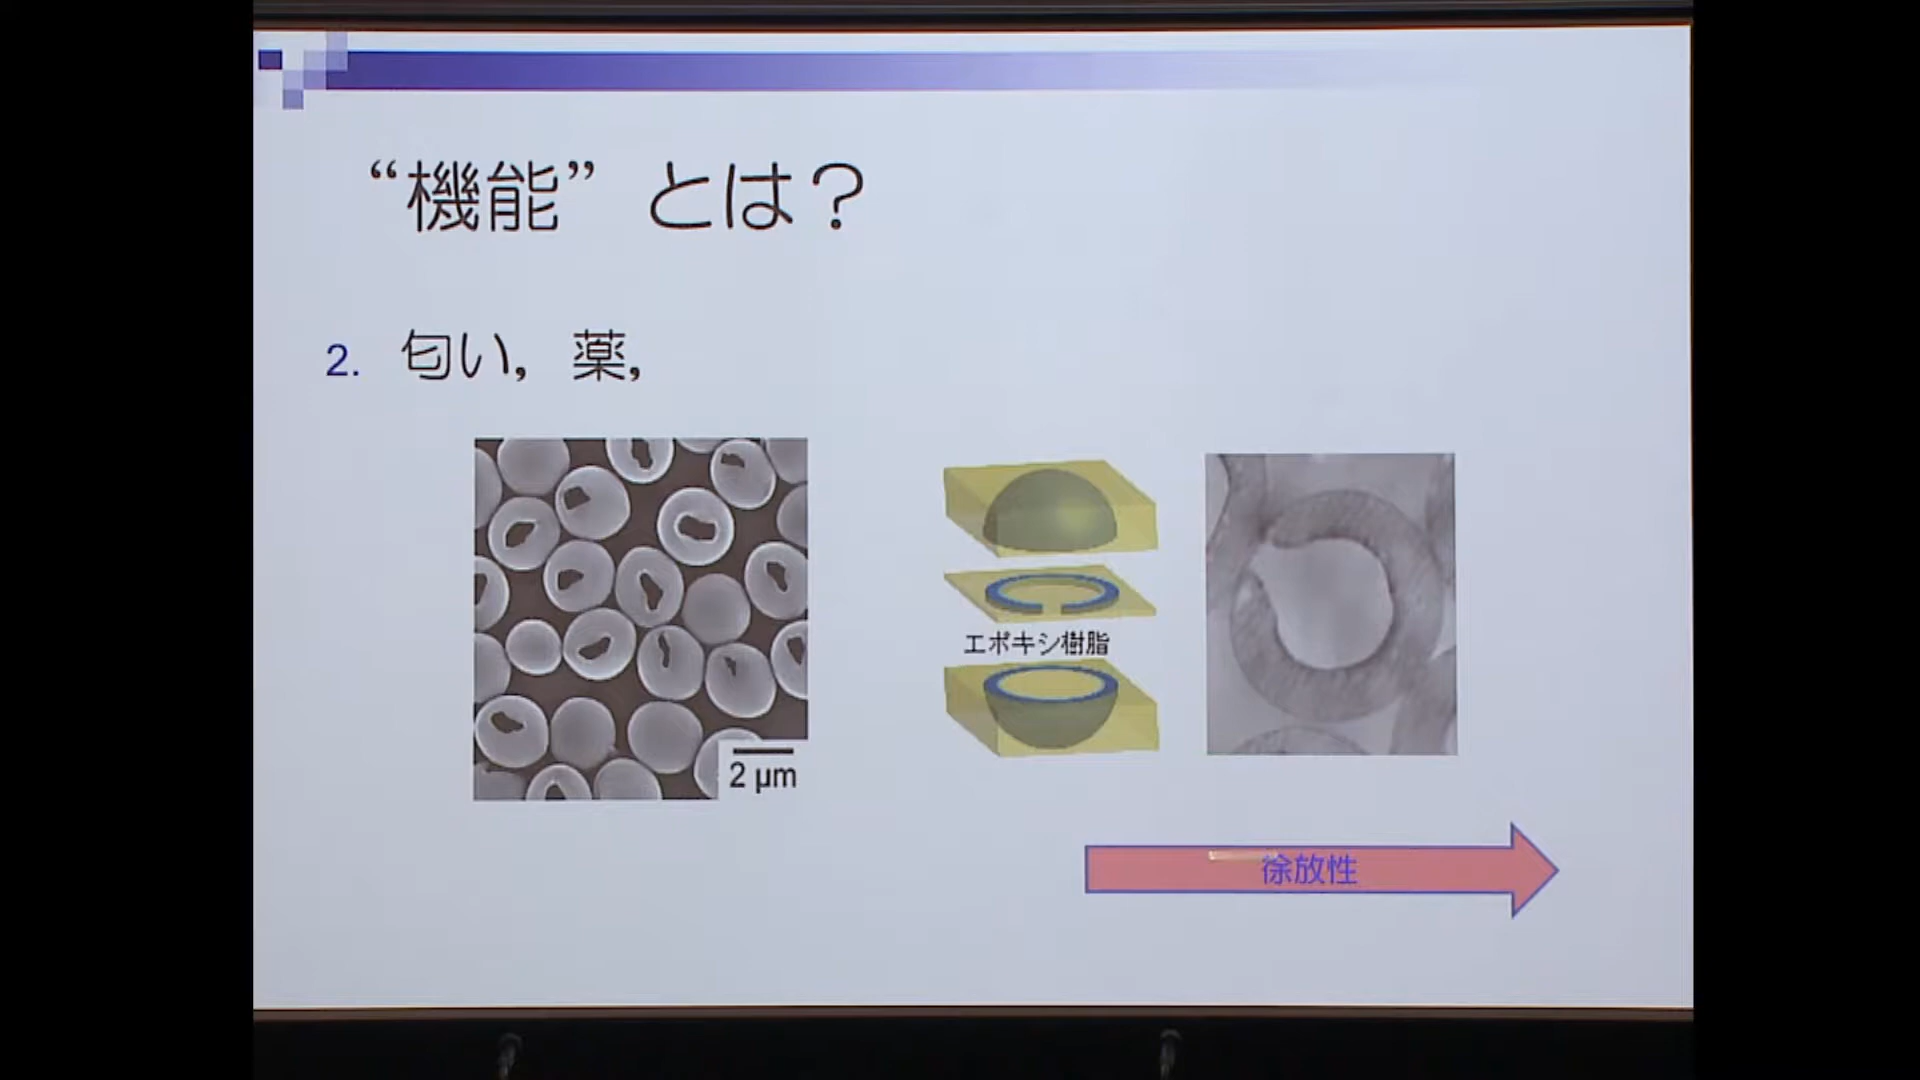 “機能” とは？
2. 匂い，薬，
エポキシ樹脂
2 μm
徐放性